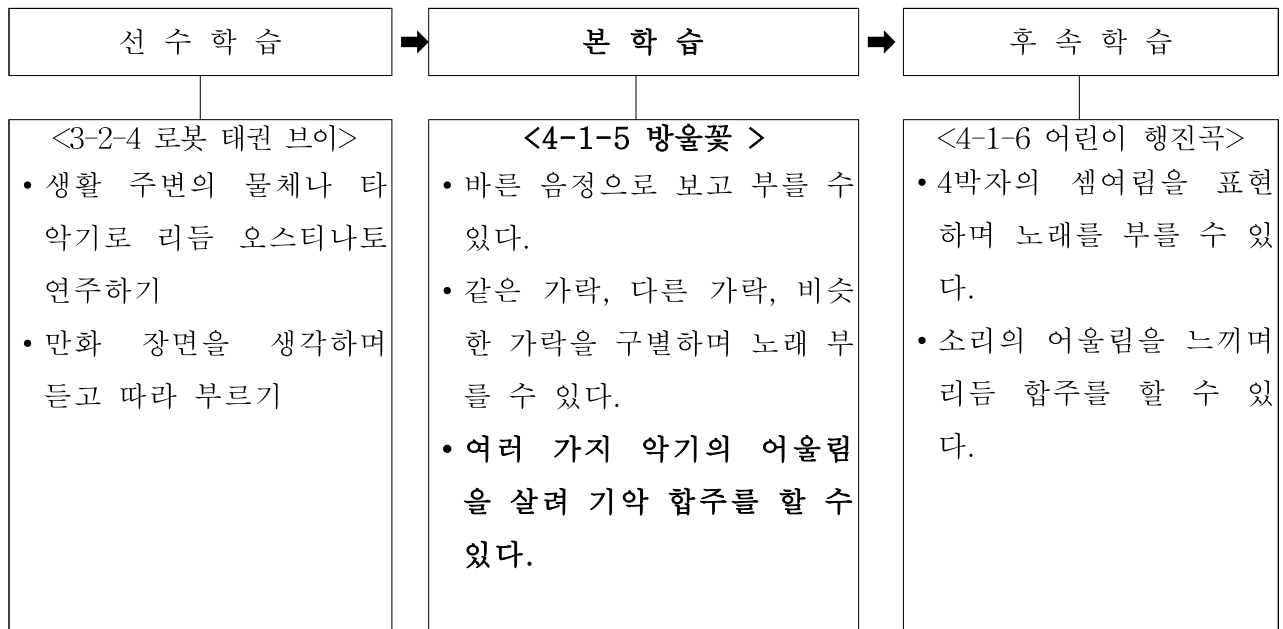 선 수 학 습
본 학 습
후 속 학 습
<3-2-4 로봇 태권 브이>
• 생활 주변의 물체나 타
악기로 리듬 오스티나토
연주하기
• 만화 장면을 생각하며
듣고 따라 부르기
<4-1-5 방울꽃 >
• 바른 음정으로 보고 부를 수
있다.
• 같은 가락, 다른 가락, 비슷
한 가락을 구별하며 노래 부
를 수 있다.
• 여러 가지 악기의 어울림
을 살려 기악 합주를 할 수
있다.
<4-1-6 어린이 행진곡>
• 4박자의 셈여림을 표현
하며 노래를 부를 수 있
다.
• 소리의 어울림을 느끼며
리듬 합주를 할 수 있
다.